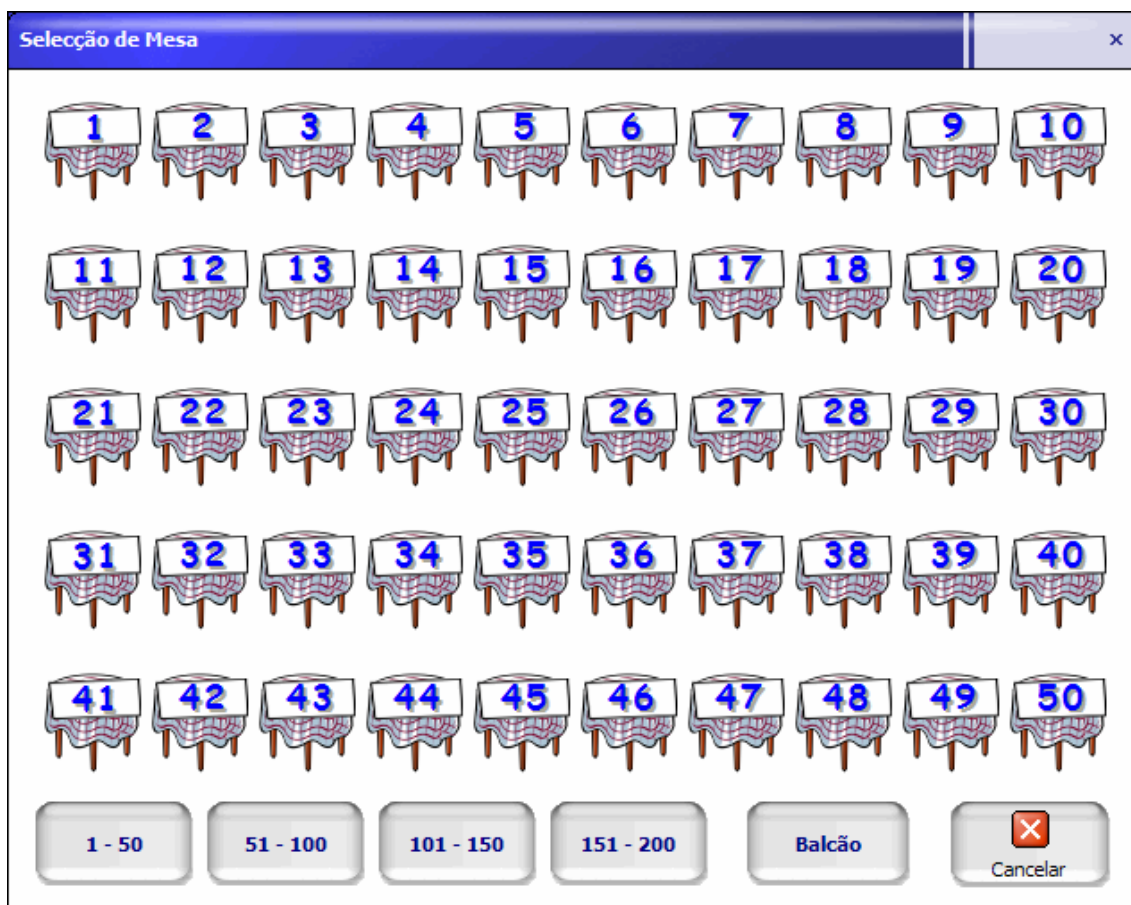 Selecção de Mesa
1 2 3 4 5 6 7 8 9 10
11 12 13 14 15 16 17 18 19 20
21 22 23 24 25 26 27 28 29 30
31 32 33 34 35 36 37 38 39 40
41 42 43 44 45 46 47 48 49 50
1 - 50 51 - 100 101 - 150 151 - 200 Balcão Cancelar